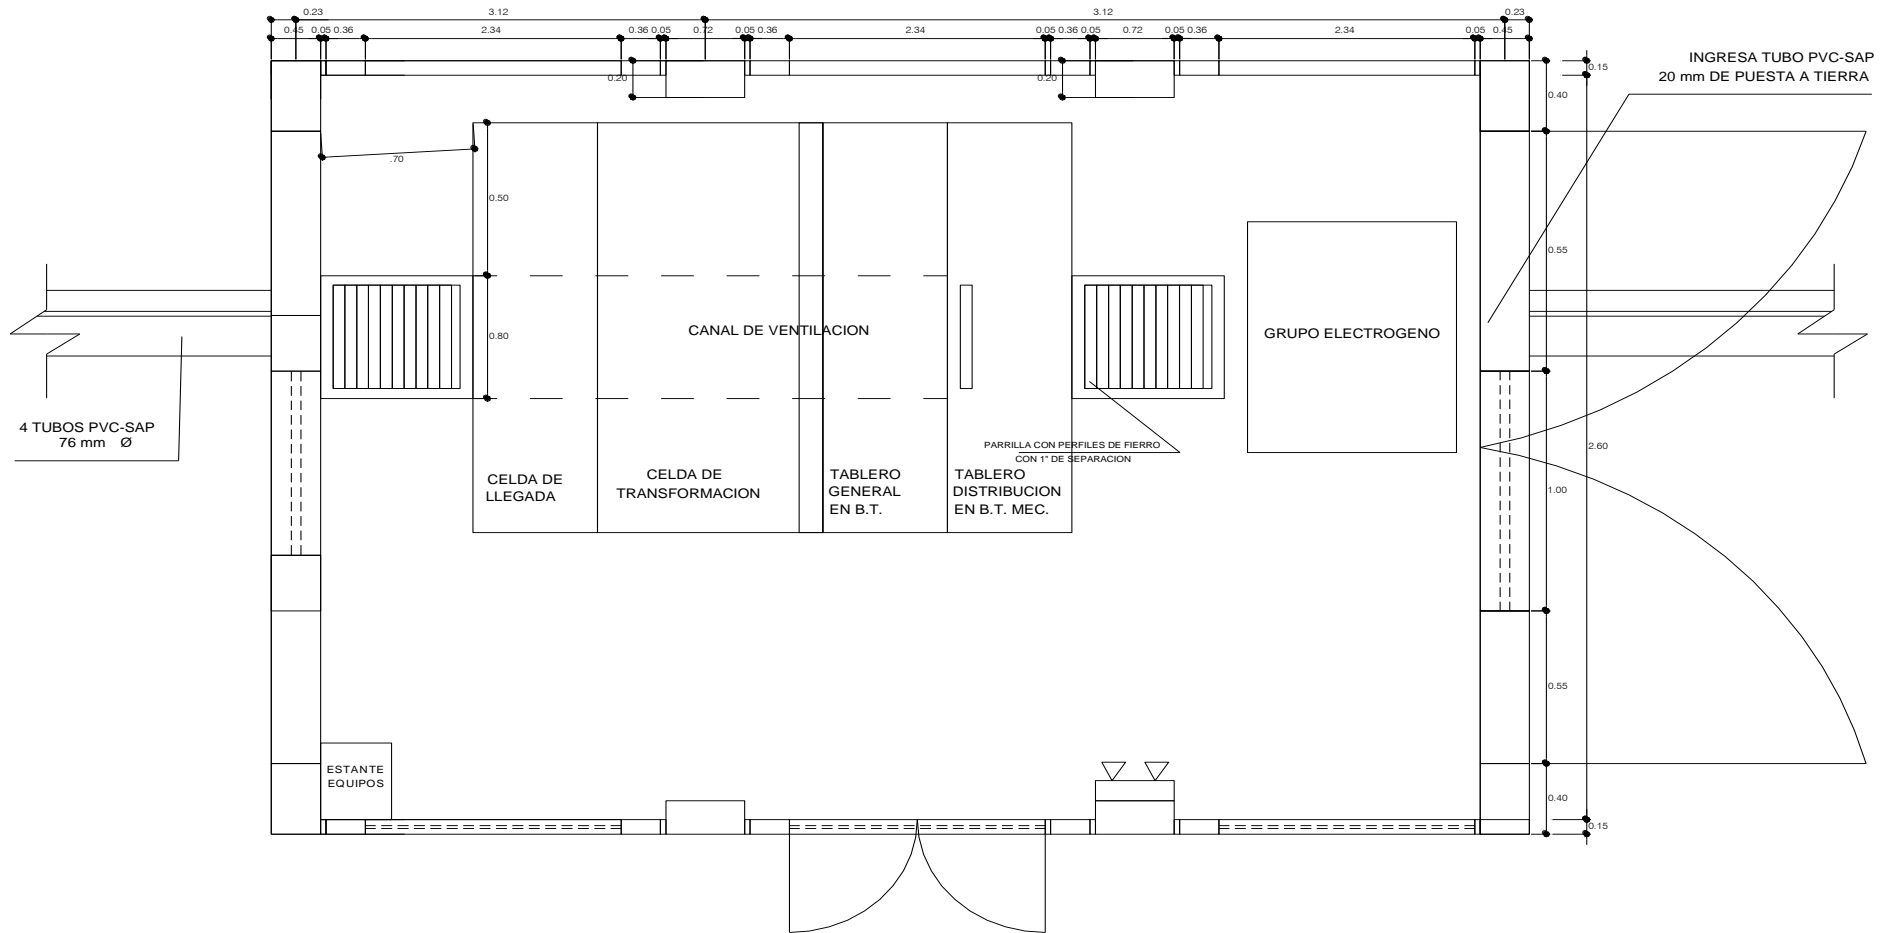 0.23
3.12
3.12
0.23
0.45
0.05
0.36
2.34
0.36
0.05
0.72
0.05
0.36
2.34
0.05
0.36
0.05
0.72
0.05
0.36
2.34
0.05
0.45
INGRESA TUBO PVC-SAP
20 mm DE PUESTA A TIERRA
0.20
0.20
0.15
0.40
.70
0.50
0.55
0.80
CANAL DE VENTILACION
GRUPO ELECTROGENO
4 TUBOS PVC-SAP
76 mm Ø
PARRILLA CON PERFILES DE FIERRO
CON 1" DE SEPARACION
2.60
1.00
CELDA DE
LLEGADA
CELDA DE
TRANSFORMACION
TABLERO
GENERAL
EN B.T.
TABLERO
DISTRIBUCION
EN B.T. MEC.
0.55
ESTANTE
EQUIPOS
0.40
0.15